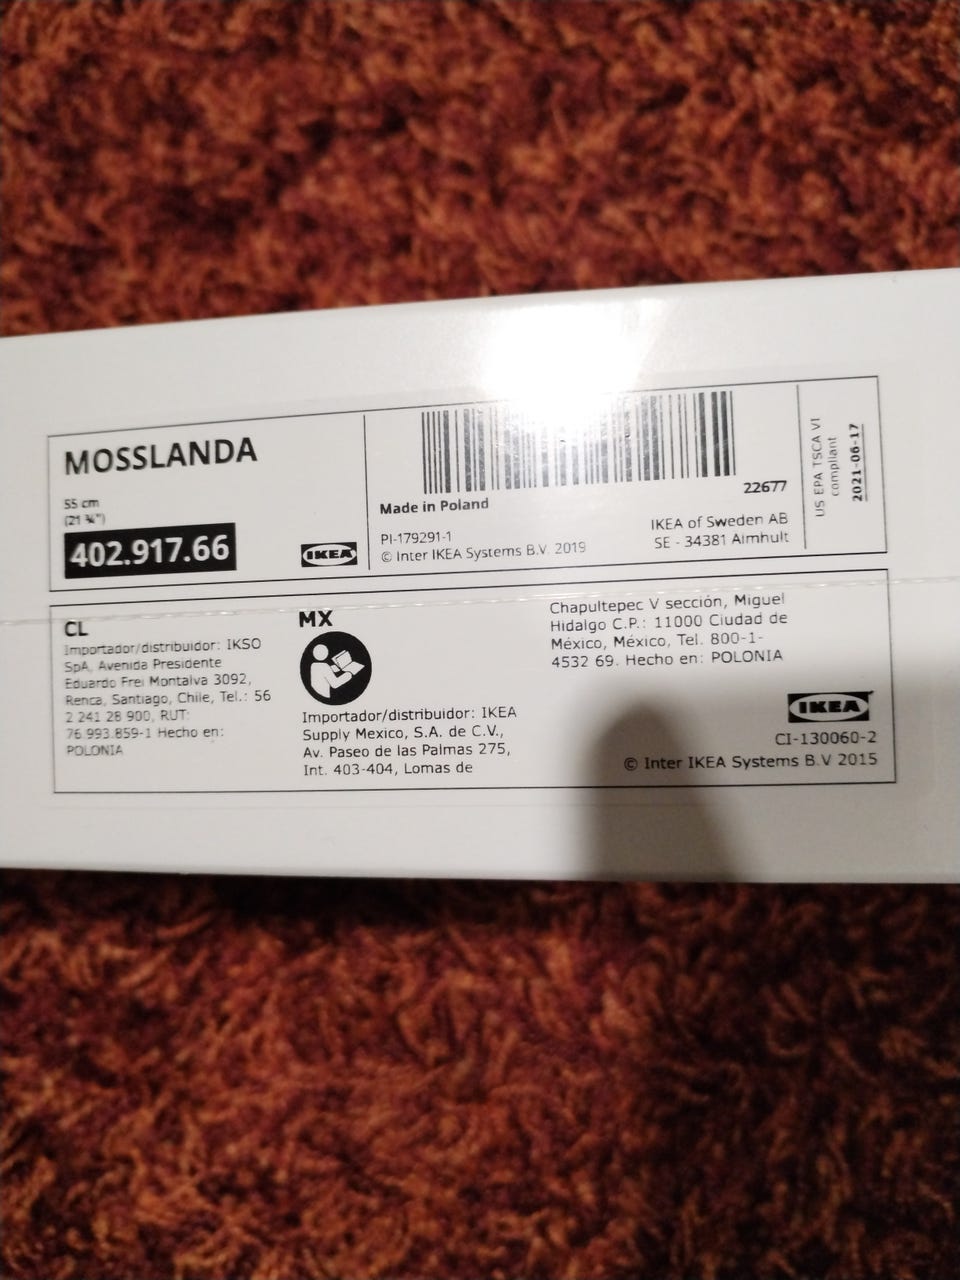 MOSSLANDA
55 cm
(21 ¾")
402.917.66
IKEA
Made in Poland
22677
PI-179291-1
© Inter IKEA Systems B.V. 2019
IKEA of Sweden AB
SE - 34381 Älmhult
US EPA TSCA VI
compliant
2021-06-17
CL
Importador/distribuidor: IKSO
SpA, Avenida Presidente
Eduardo Frei Montalva 3092,
Renca, Santiago, Chile, Tel.: 56
2 241 28 900, RUT:
76.993.859-1 Hecho en:
POLONIA
MX
Importador/distribuidor: IKEA
Supply Mexico, S.A. de C.V.,
Av. Paseo de las Palmas 275,
Int. 403-404, Lomas de
Chapultepec V sección, Miguel
Hidalgo C.P.: 11000 Ciudad de
México, México, Tel. 800-1-
4532 69. Hecho en: POLONIA
IKEA
CI-130060-2
© Inter IKEA Systems B.V 2015